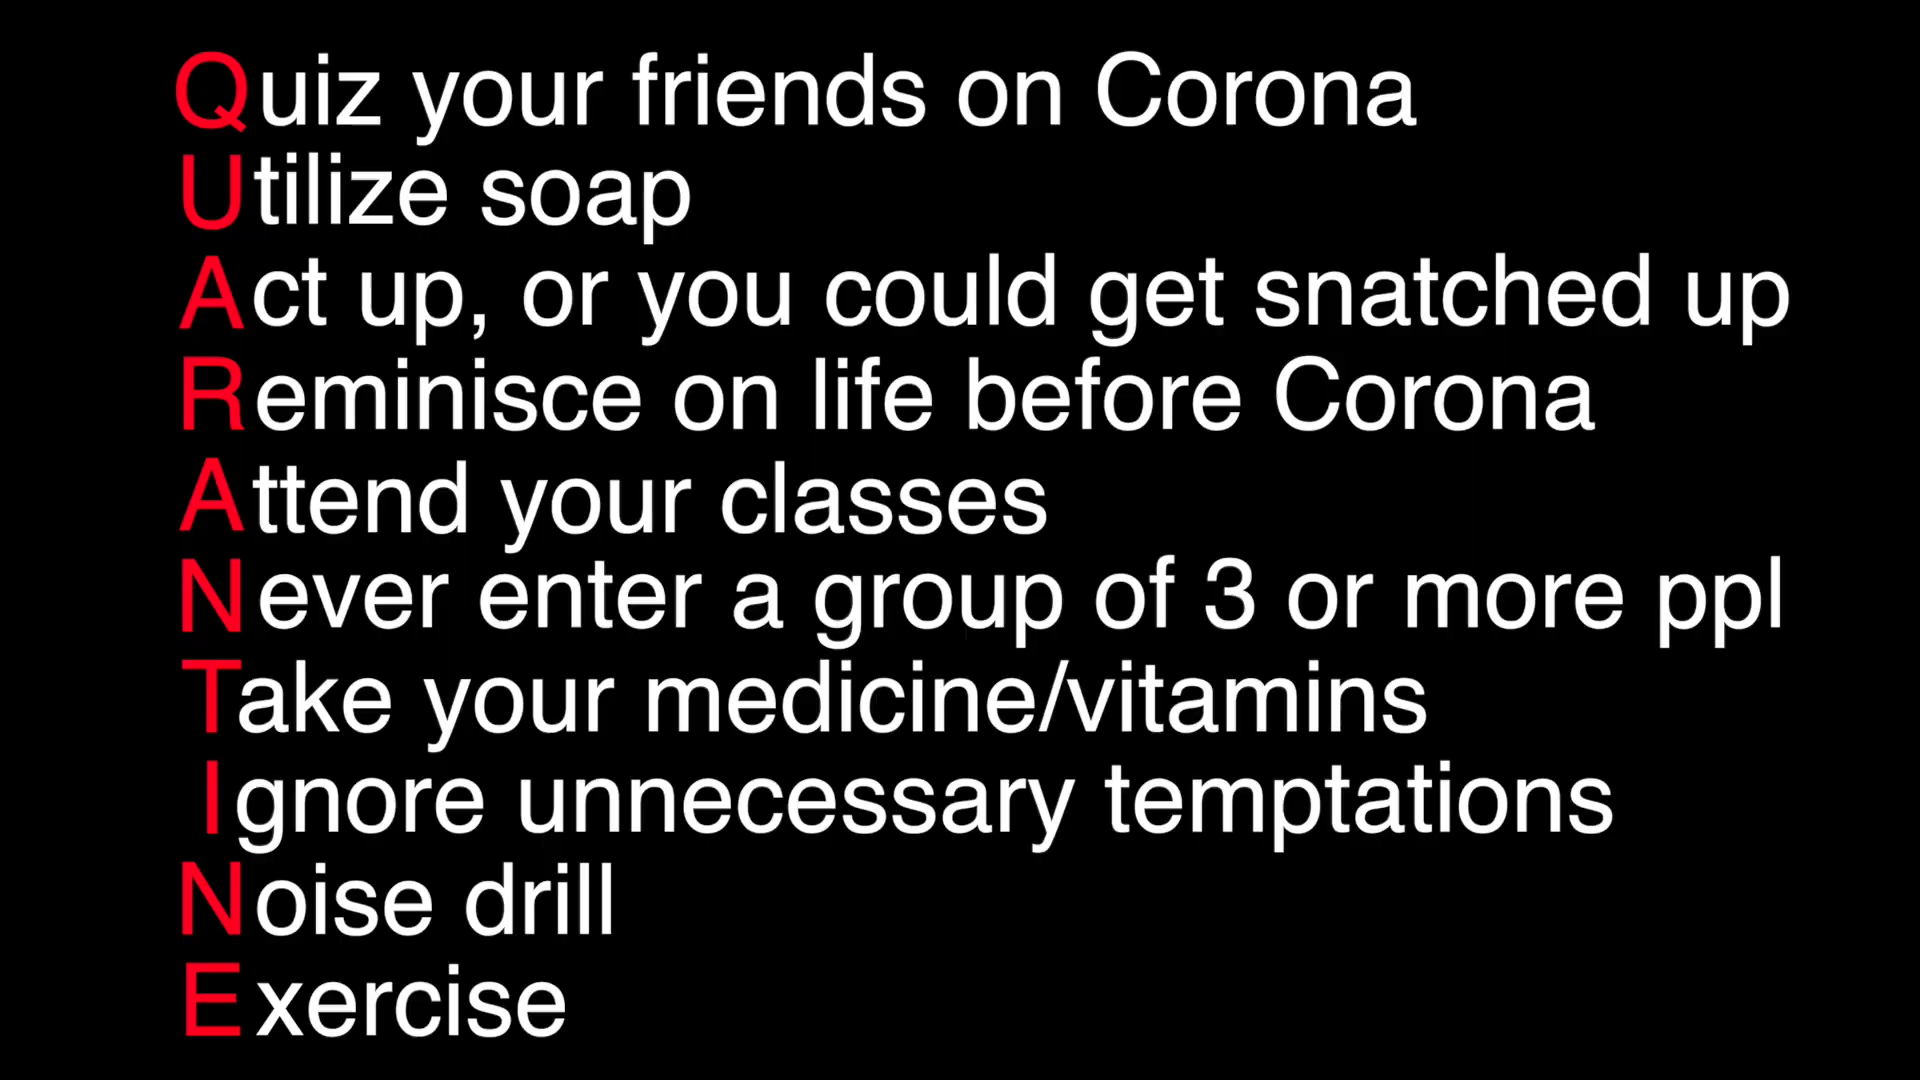 Quiz your friends on Corona
Utilize soap
Act up, or you could get snatched up
Reminisce on life before Corona
Attend your classes
Never enter a group of 3 or more ppl
Take your medicine/vitamins
Ignore unnecessary temptations
Noise drill
Exercise